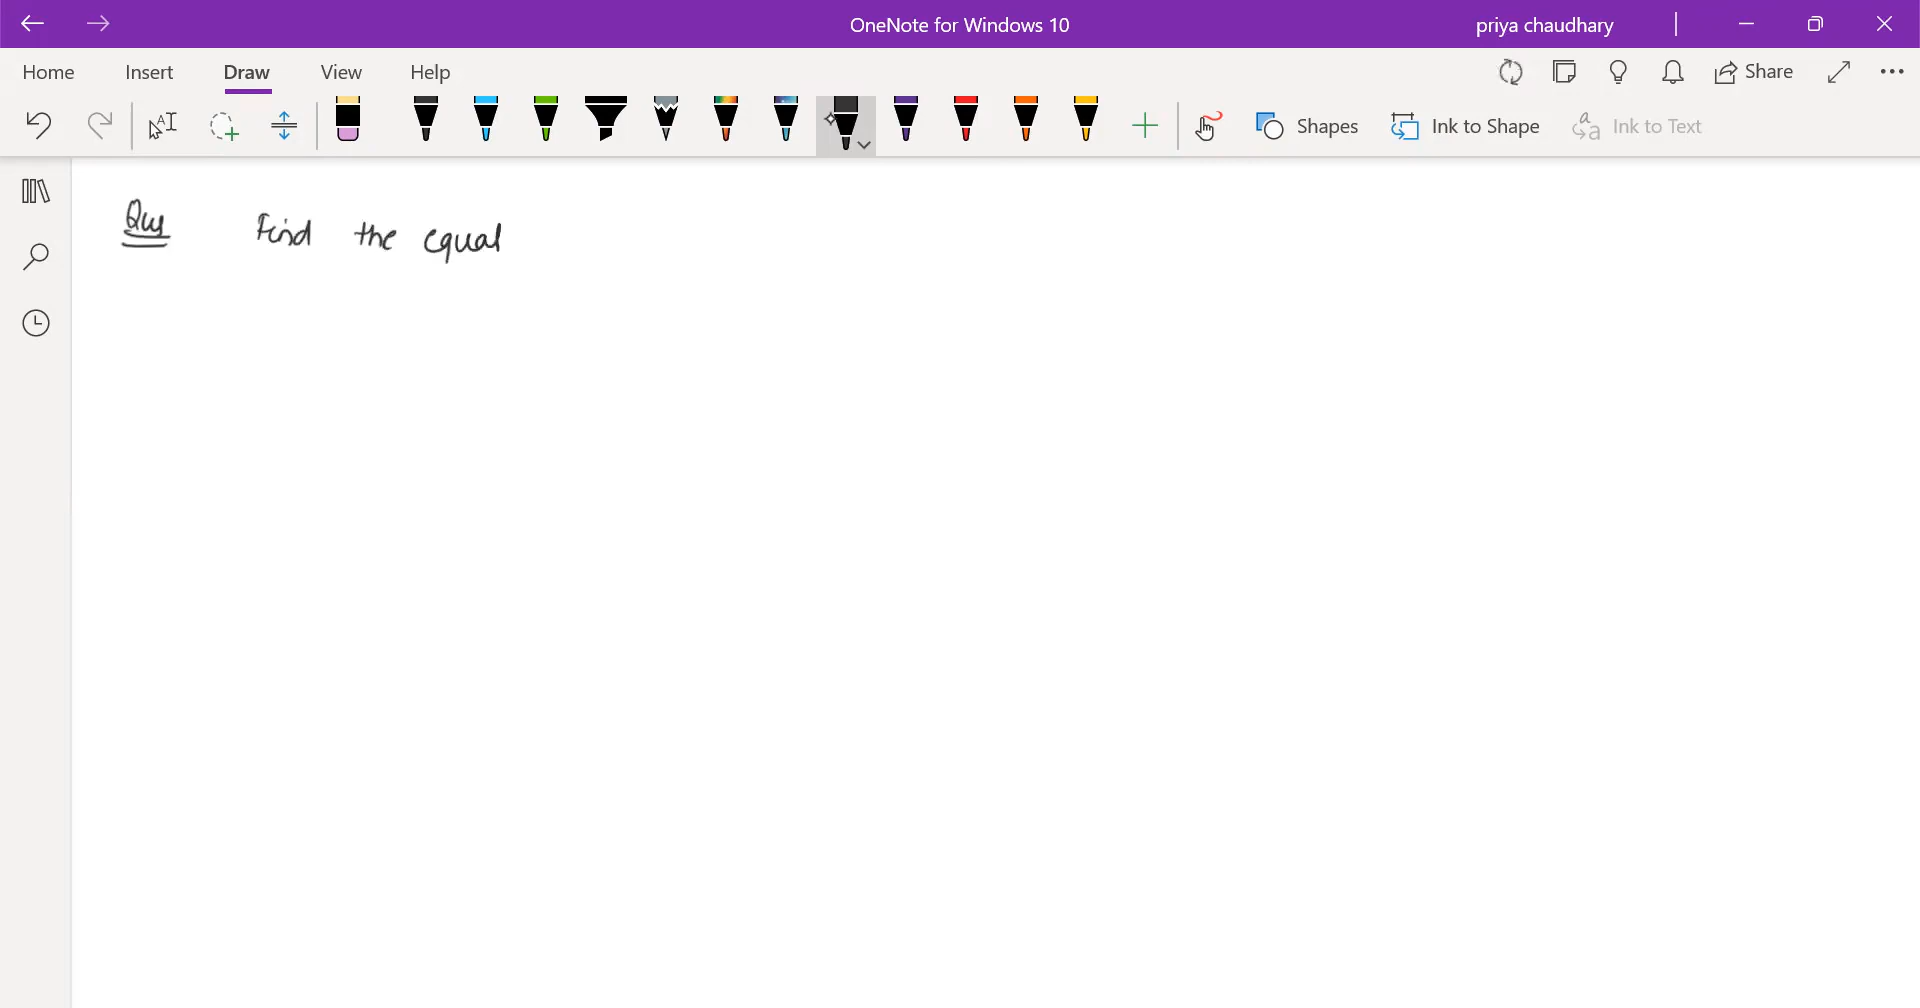 OneNote for Windows 10 priya chaudhary
Home Insert Draw View Help Share
Shapes Ink to Shape Ink to Text
Ques Find the equal